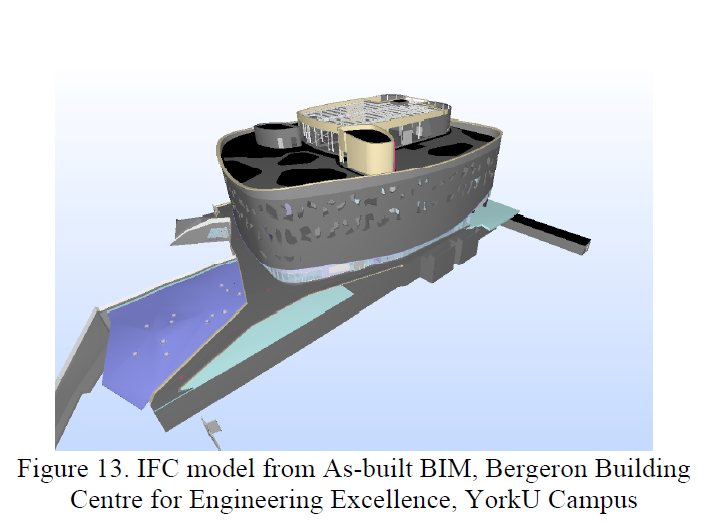 Figure 13. IFC model from As-built BIM, Bergeron Building
Centre for Engineering Excellence, YorkU Campus